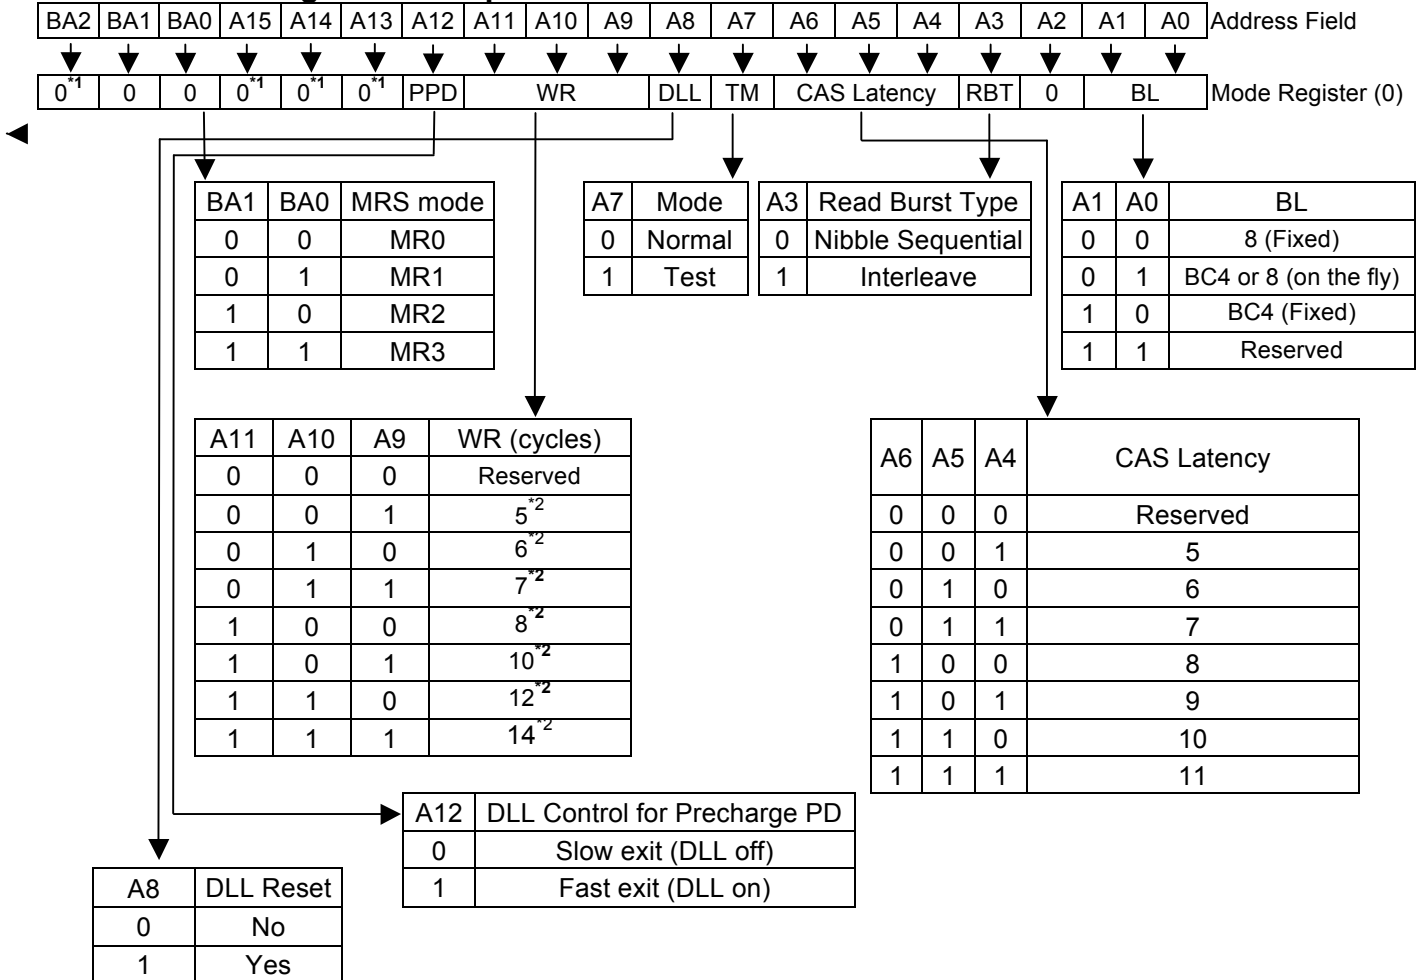 BA2 BA1 BA0 A15 A14 A13 A12 A11 A10 A9 A8 A7 A6 A5 A4 A3 A2 A1 A0 Address Field
0*1 0 0 0*1 0*1 0*1 PPD WR DLL TM CAS Latency RBT 0 BL Mode Register (0)
BA1 BA0 MRS mode
0 0 MR0
0 1 MR1
1 0 MR2
1 1 MR3
A7 Mode
0 Normal
1 Test
A3 Read Burst Type
0 Nibble Sequential
1 Interleave
A1 A0 BL
0 0 8 (Fixed)
0 1 BC4 or 8 (on the fly)
1 0 BC4 (Fixed)
1 1 Reserved
A11 A10 A9 WR (cycles)
0 0 0 Reserved
0 0 1 5*2
0 1 0 6*2
0 1 1 7*2
1 0 0 8*2
1 0 1 10*2
1 1 0 12*2
1 1 1 14*2
A6 A5 A4 CAS Latency
0 0 0 Reserved
0 0 1 5
0 1 0 6
0 1 1 7
1 0 0 8
1 0 1 9
1 1 0 10
1 1 1 11
A12 DLL Control for Precharge PD
0 Slow exit (DLL off)
1 Fast exit (DLL on)
A8 DLL Reset
0 No
1 Yes